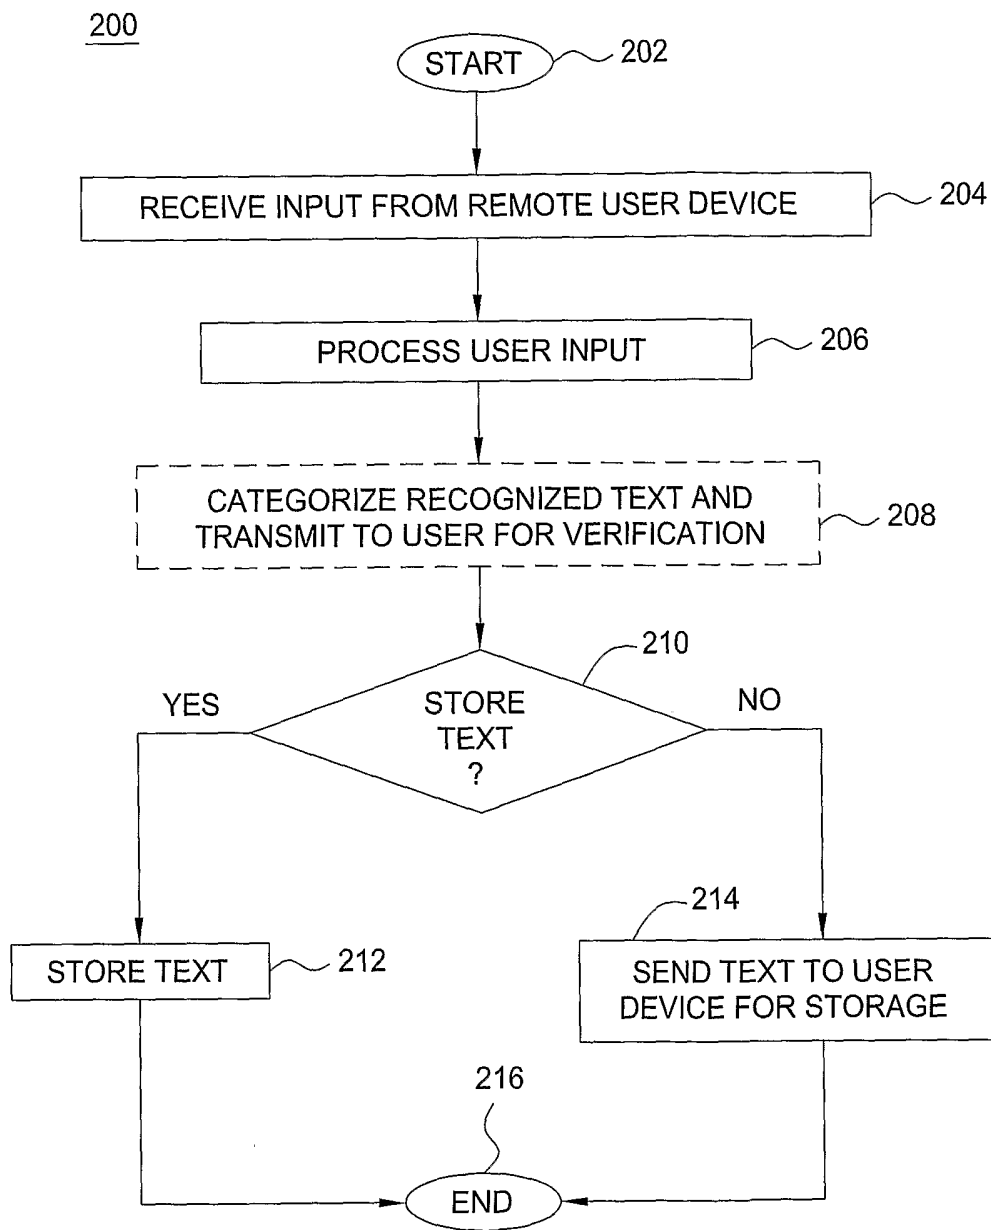 200
START
202
RECEIVE INPUT FROM REMOTE USER DEVICE
204
PROCESS USER INPUT
206
CATEGORIZE RECOGNIZED TEXT AND
TRANSMIT TO USER FOR VERIFICATION
208
210
YES
STORE
TEXT
?
NO
STORE TEXT
212
214
SEND TEXT TO USER
DEVICE FOR STORAGE
216
END